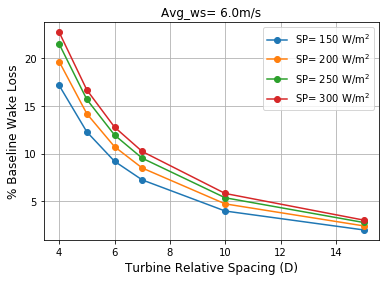 Avg_ws= 6.0m/s
SP= 150 W/m²
SP= 200 W/m²
SP= 250 W/m²
SP= 300 W/m²
% Baseline Wake Loss
20
15
10
5
4 6 8 10 12 14
Turbine Relative Spacing (D)